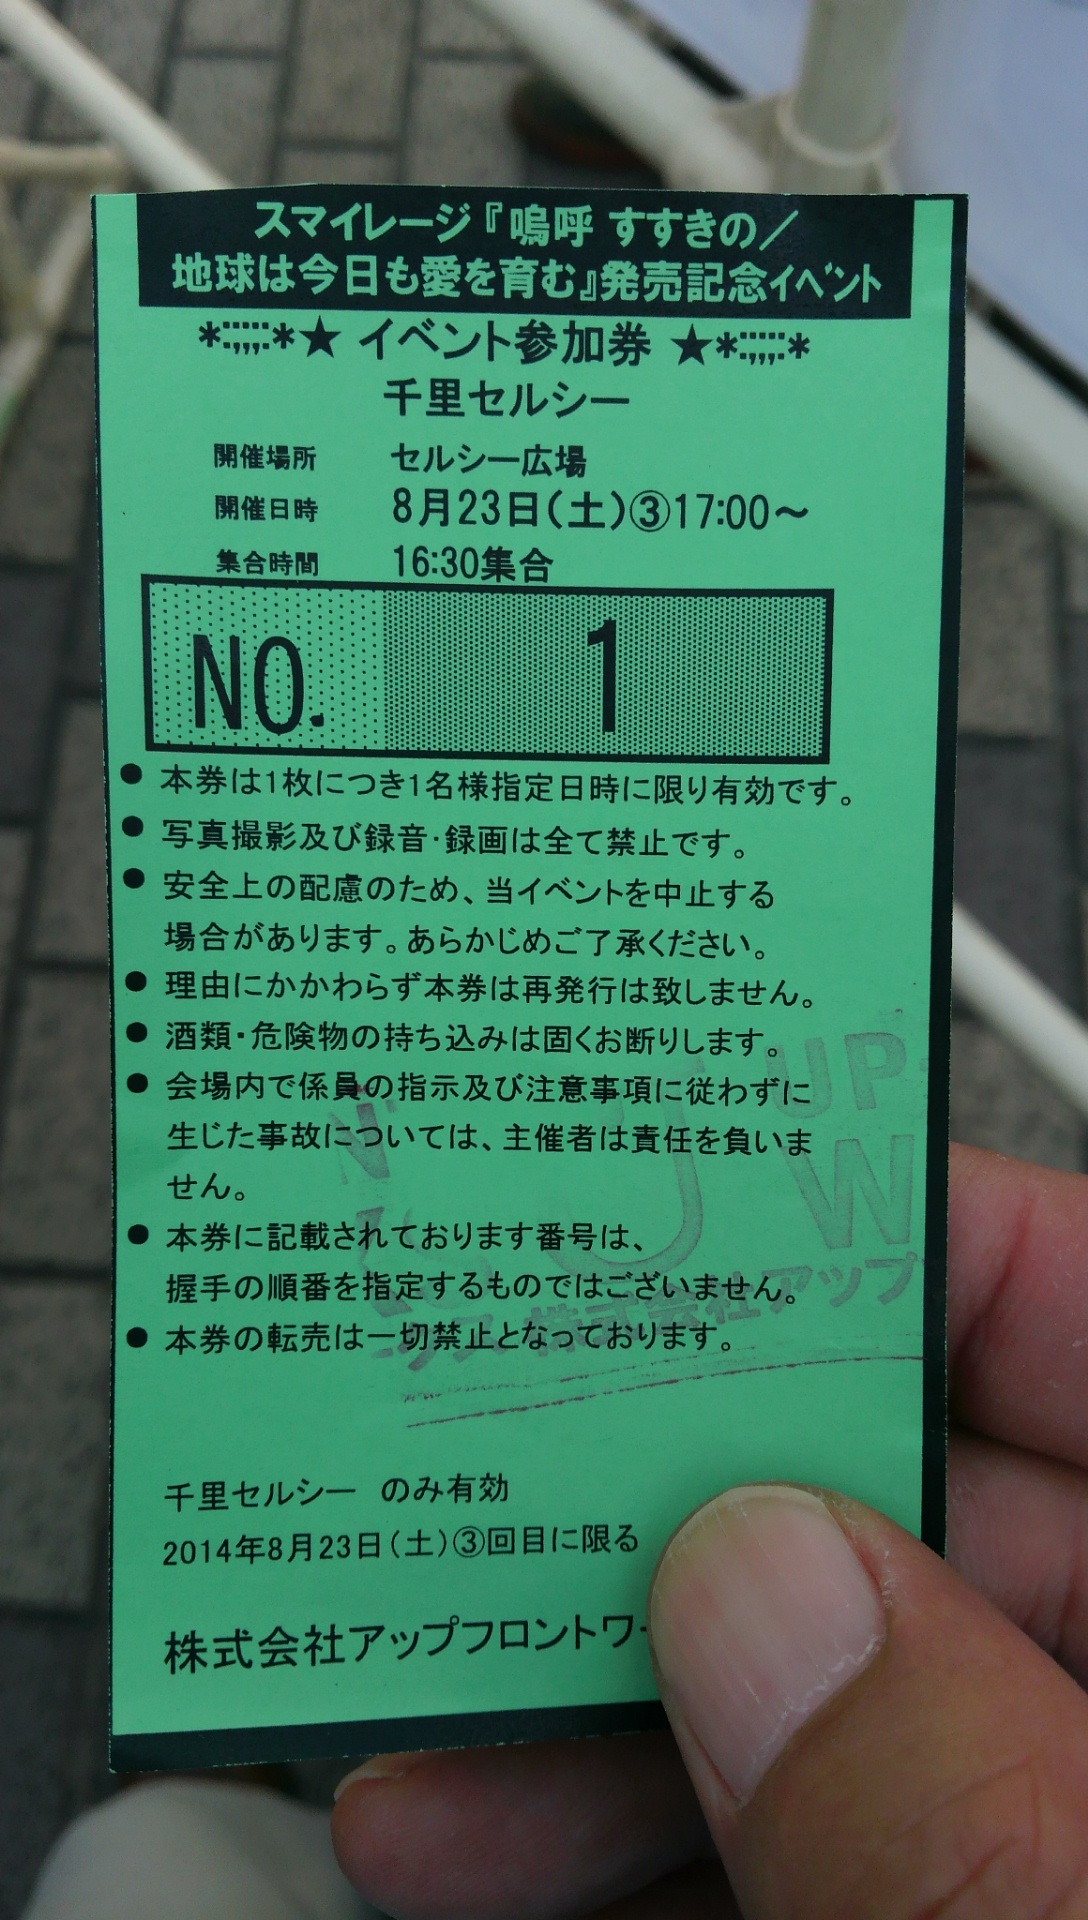 スマイレージ『嗚呼 すすきの／
地球は今日も愛を育む』発売記念イベント
*:;;;:*★ イベント参加券 ★*:;;;:*
千里セルシー
開催場所 セルシー広場
開催日時 8月23日(土)③17:00～
集合時間 16:30集合
NO. 1
● 本券は1枚につき1名様指定日時に限り有効です。
● 写真撮影及び録音・録画は全て禁止です。
● 安全上の配慮のため、当イベントを中止する
場合があります。あらかじめご了承ください。
● 理由にかかわらず本券は再発行は致しません。
● 酒類・危険物の持ち込みは固くお断りします。
● 会場内で係員の指示及び注意事項に従わずに
生じた事故については、主催者は責任を負いま
せん。
● 本券に記載されております番号は、
握手の順番を指定するものではございません。
● 本券の転売は一切禁止となっております。
UP-
U W
株式会社アップ
千里セルシー のみ有効
2014年8月23日(土)③回目に限る
株式会社アップフロントワー